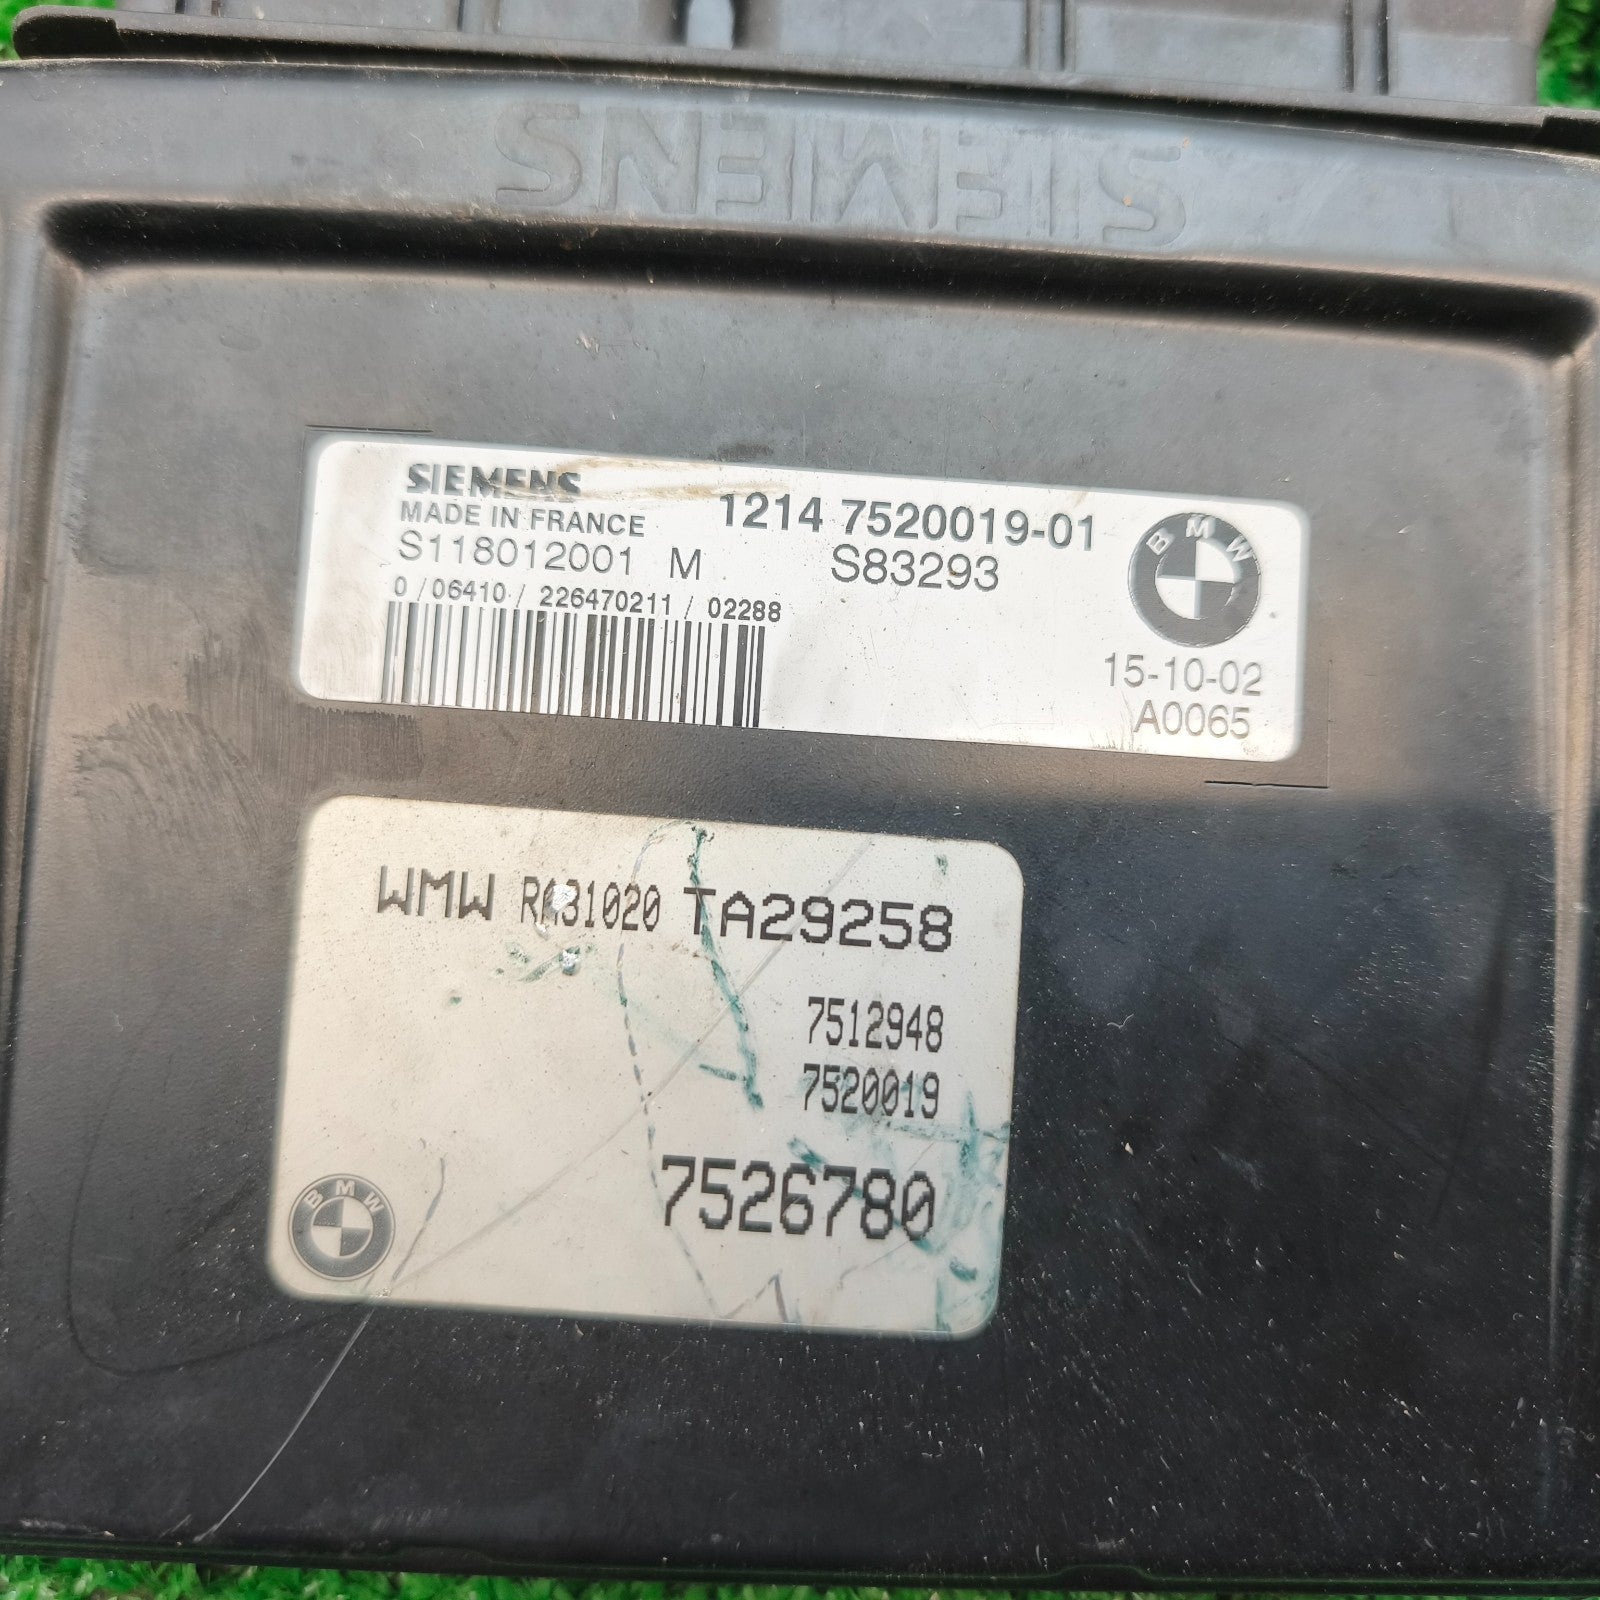 SIEMENS
SIEMENS
MADE IN FRANCE
1214 7520019-01
S118012001 M
S83293
0 / 06410 / 226470211 / 02288
BMW
15-10-02
A0065
WMW RA31020 TA29258
7512948
7520019
7526780
BMW